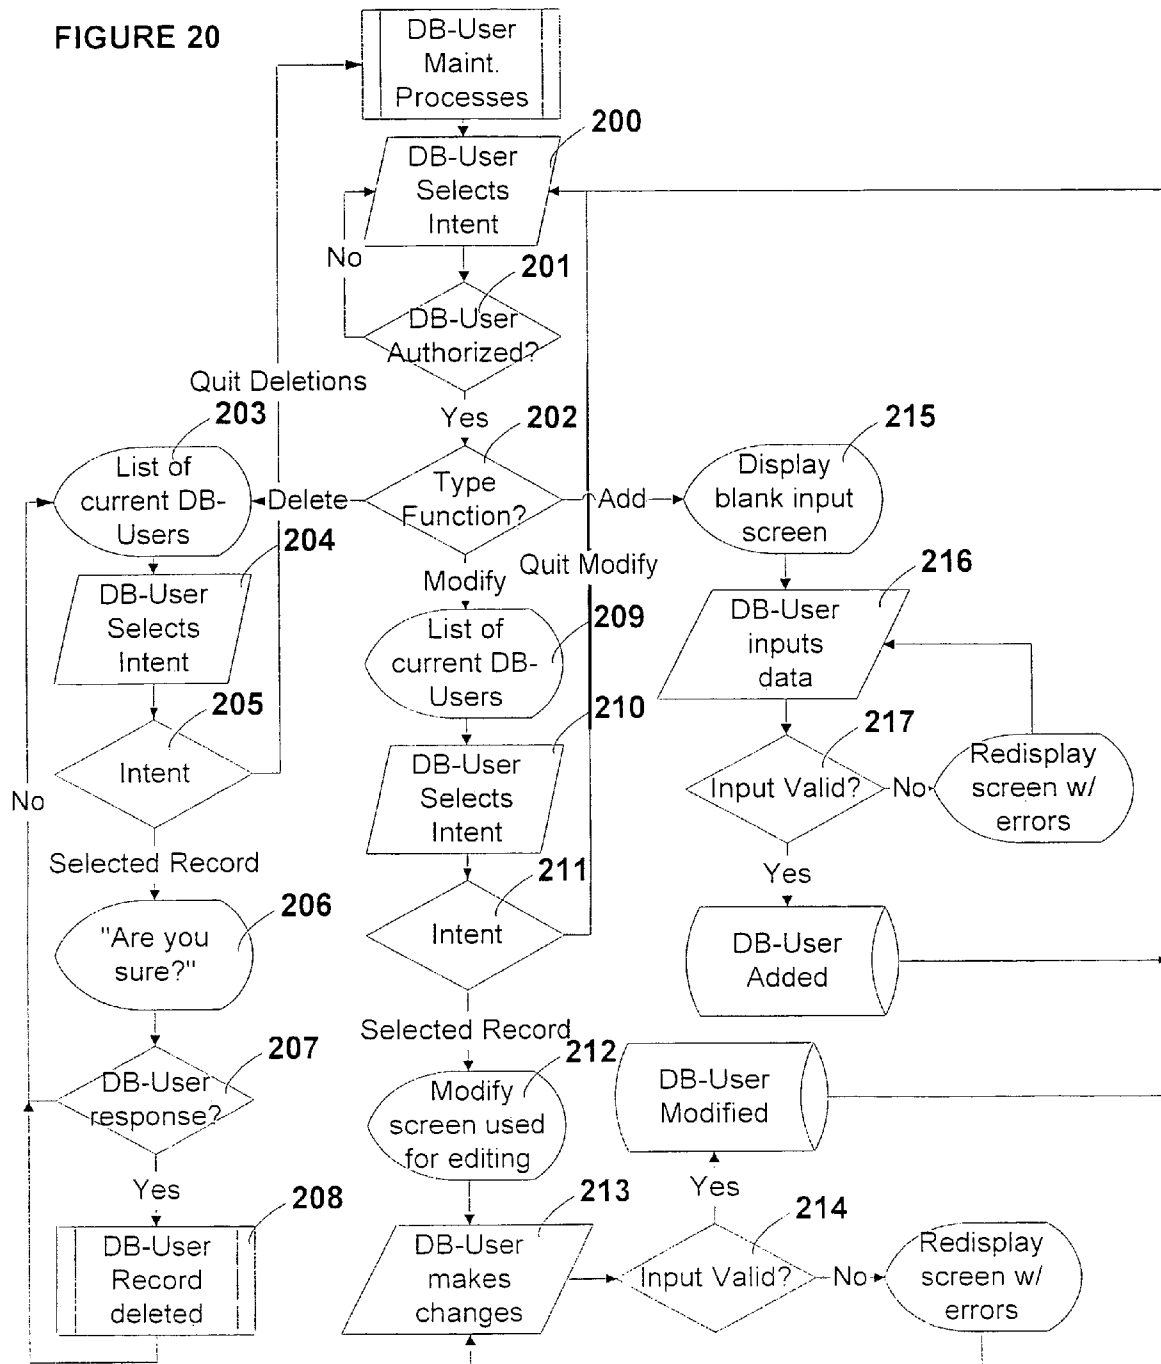 FIGURE 20
DB-User
Maint.
Processes
200
DB-User
Selects
Intent
No
201
DB-User
Authorized?
Quit Deletions
Yes
203
202
215
List of
current DB-
Users
Delete
Type
Function?
Add
Display
blank input
screen
204
Modify
Quit Modify
216
DB-User
Selects
Intent
209
List of
current DB-
Users
DB-User
inputs
data
205
210
217
Intent
No
DB-User
Selects
Intent
Input Valid?
No
Redisplay
screen w/
errors
Selected Record
211
Yes
206
"Are you
sure?"
Intent
DB-User
Added
Selected Record
207
212
DB-User
response?
Modify
screen used
for editing
DB-User
Modified
Yes
208
213
Yes
214
DB-User
Record
deleted
DB-User
makes
changes
Input Valid?
No
Redisplay
screen w/
errors